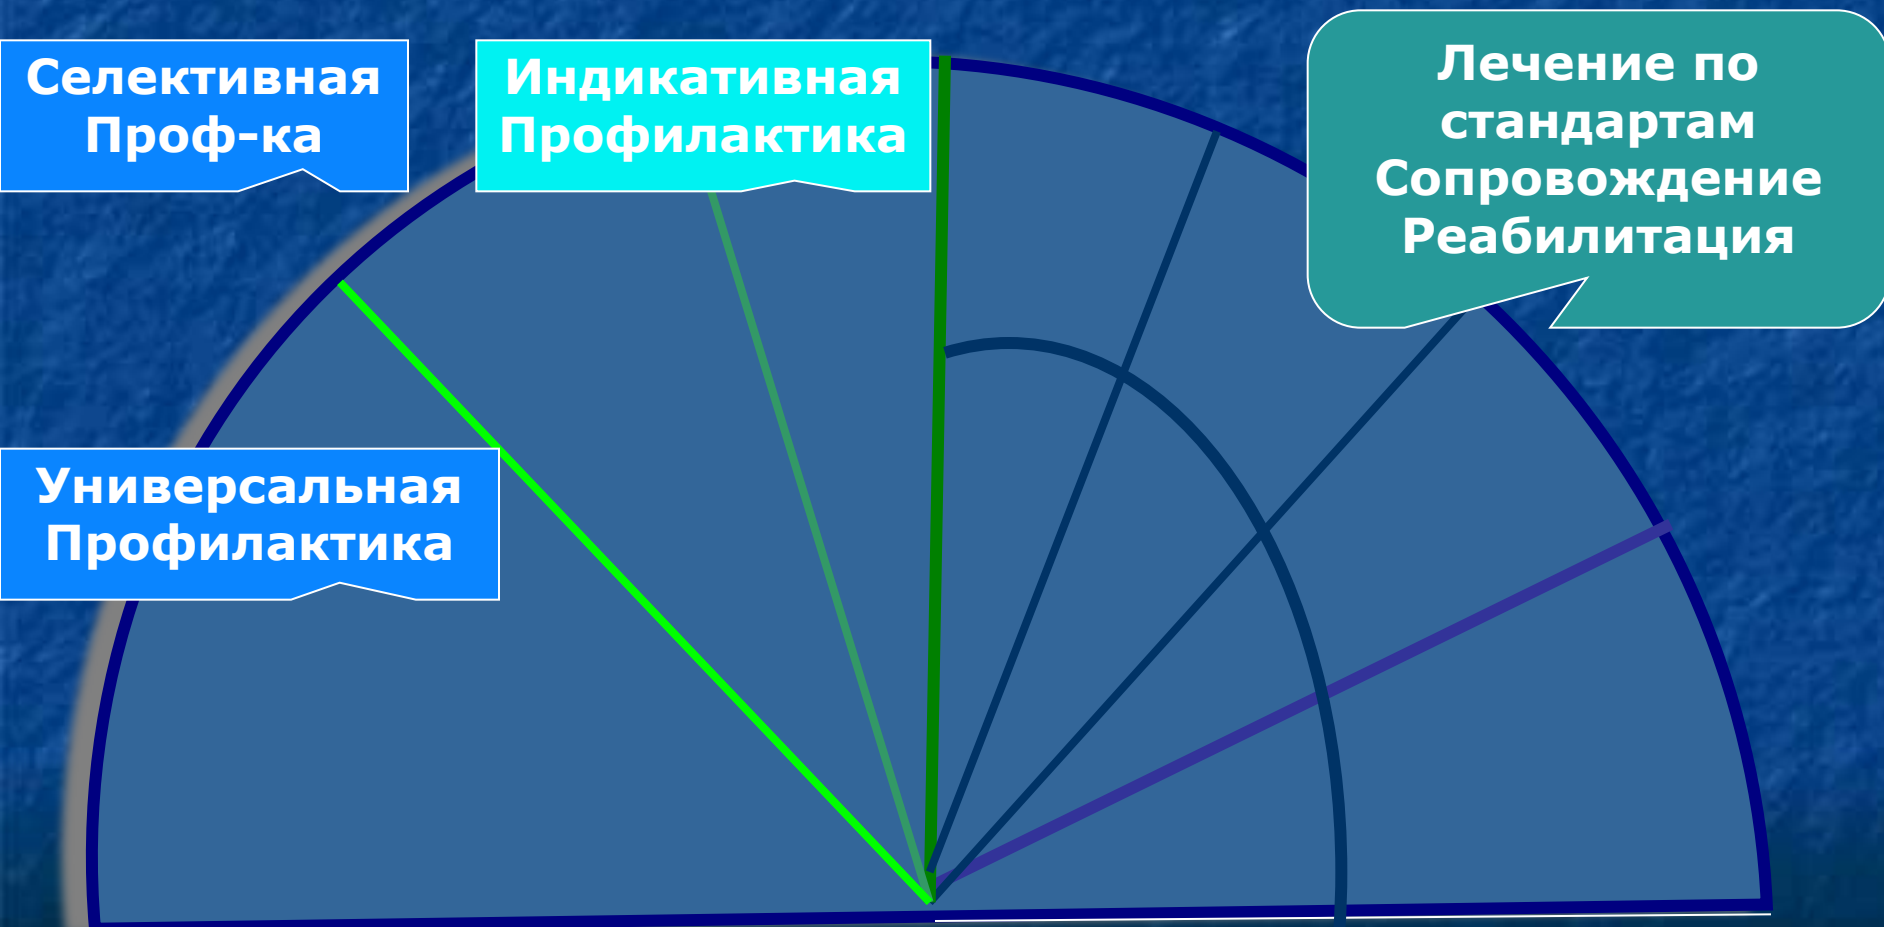 Селективная
Проф-ка
Индикативная
Профилактика
Лечение по
стандартам
Сопровождение
Реабилитация
Универсальная
Профилактика